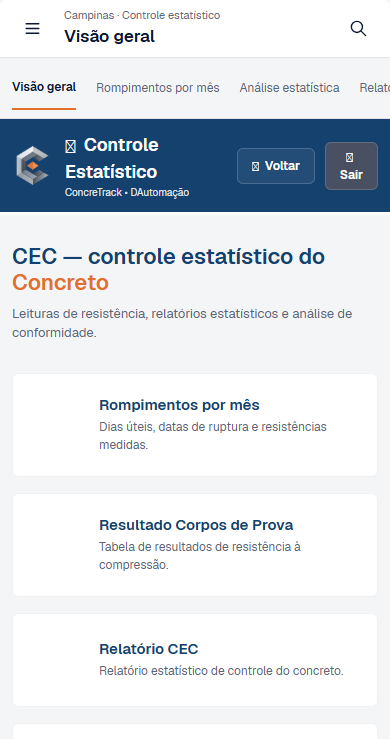 Campinas · Controle estatístico
Visão geral
Visão geral Rompimentos por mês Análise estatística Relató
Controle
Estatístico
ConcreTrack • DAutomação
Voltar
Sair
CEC — controle estatístico do
Concreto
Leituras de resistência, relatórios estatísticos e análise de
conformidade.
Rompimentos por mês
Dias úteis, datas de ruptura e resistências
medidas.
Resultado Corpos de Prova
Tabela de resultados de resistência à
compressão.
Relatório CEC
Relatório estatístico de controle do concreto.